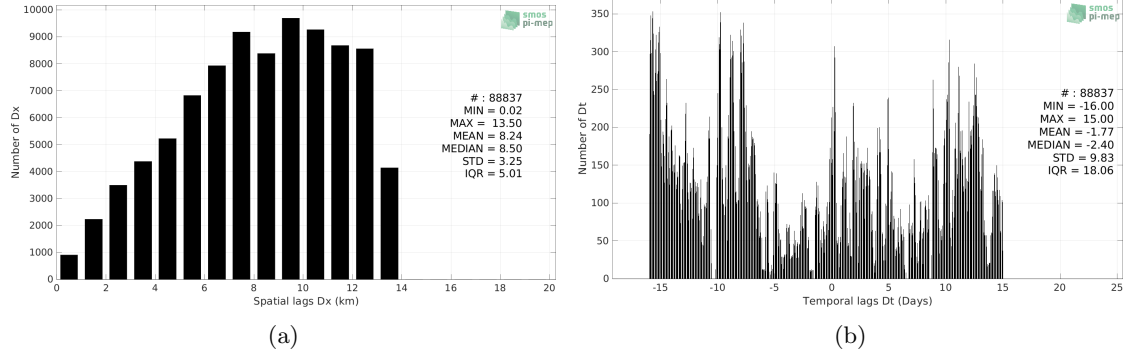 10000
9000
8000
7000
6000
5000
4000
3000
2000
1000
0
Number of Dx
0 2 4 6 8 10 12 14 16 18 20
Spatial lags Dx (km)
smos
pi-mep
# : 88837
MIN = 0.02
MAX = 13.50
MEAN = 8.24
MEDIAN = 8.50
STD = 3.25
IQR = 5.01
(a)
350
300
250
200
150
100
50
0
Number of Dt
-15 -10 -5 0 5 10 15 20 25
Temporal lags Dt (Days)
smos
pi-mep
# : 88837
MIN = -16.00
MAX = 15.00
MEAN = -1.77
MEDIAN = -2.40
STD = 9.83
IQR = 18.06
(b)